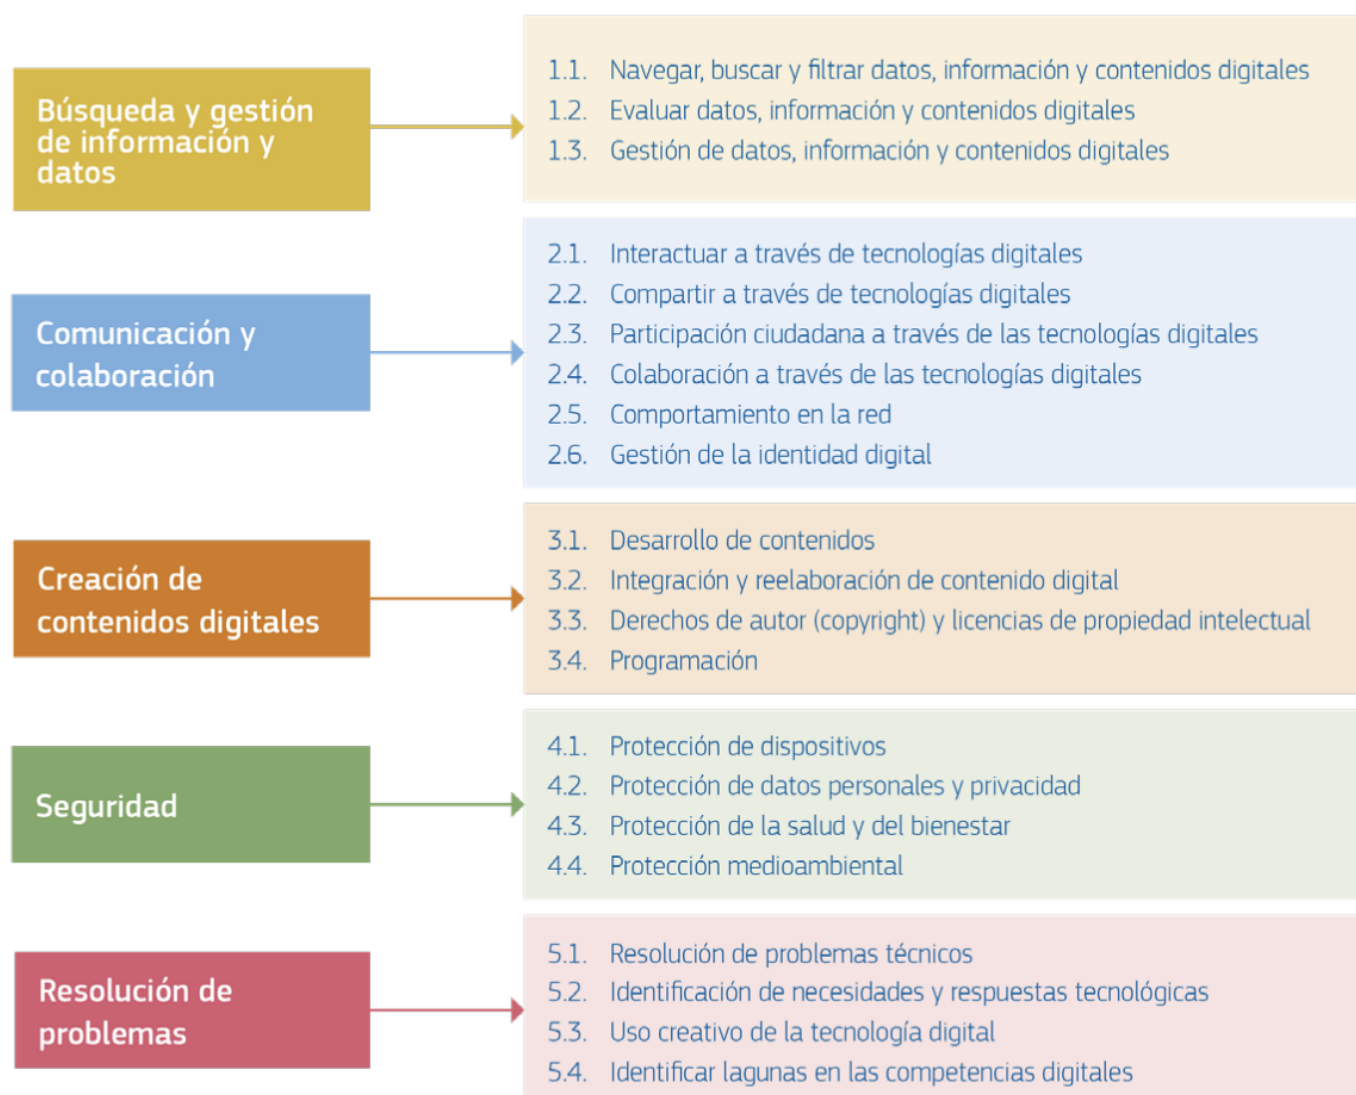 Búsqueda y gestión
de información y
datos
1.1. Navegar, buscar y filtrar datos, información y contenidos digitales
1.2. Evaluar datos, información y contenidos digitales
1.3. Gestión de datos, información y contenidos digitales
Comunicación y
colaboración
2.1. Interactuar a través de tecnologías digitales
2.2. Compartir a través de tecnologías digitales
2.3. Participación ciudadana a través de las tecnologías digitales
2.4. Colaboración a través de las tecnologías digitales
2.5. Comportamiento en la red
2.6. Gestión de la identidad digital
Creación de
contenidos digitales
3.1. Desarrollo de contenidos
3.2. Integración y reelaboración de contenido digital
3.3. Derechos de autor (copyright) y licencias de propiedad intelectual
3.4. Programación
Seguridad
4.1. Protección de dispositivos
4.2. Protección de datos personales y privacidad
4.3. Protección de la salud y del bienestar
4.4. Protección medioambiental
Resolución de
problemas
5.1. Resolución de problemas técnicos
5.2. Identificación de necesidades y respuestas tecnológicas
5.3. Uso creativo de la tecnología digital
5.4. Identificar lagunas en las competencias digitales